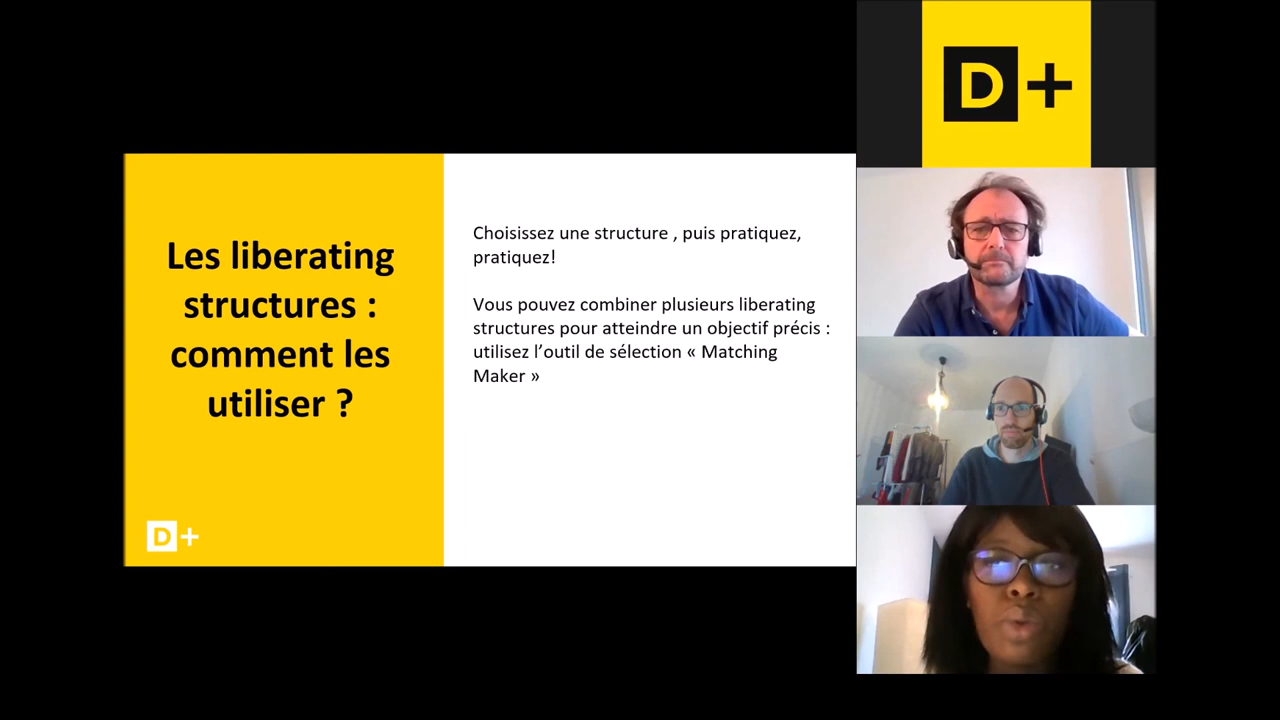 Les liberating
structures :
comment les
utiliser ?
D+
Choisissez une structure , puis pratiquez,
pratiquez!
Vous pouvez combiner plusieurs liberating
structures pour atteindre un objectif précis :
utilisez l’outil de sélection « Matching
Maker »
D+